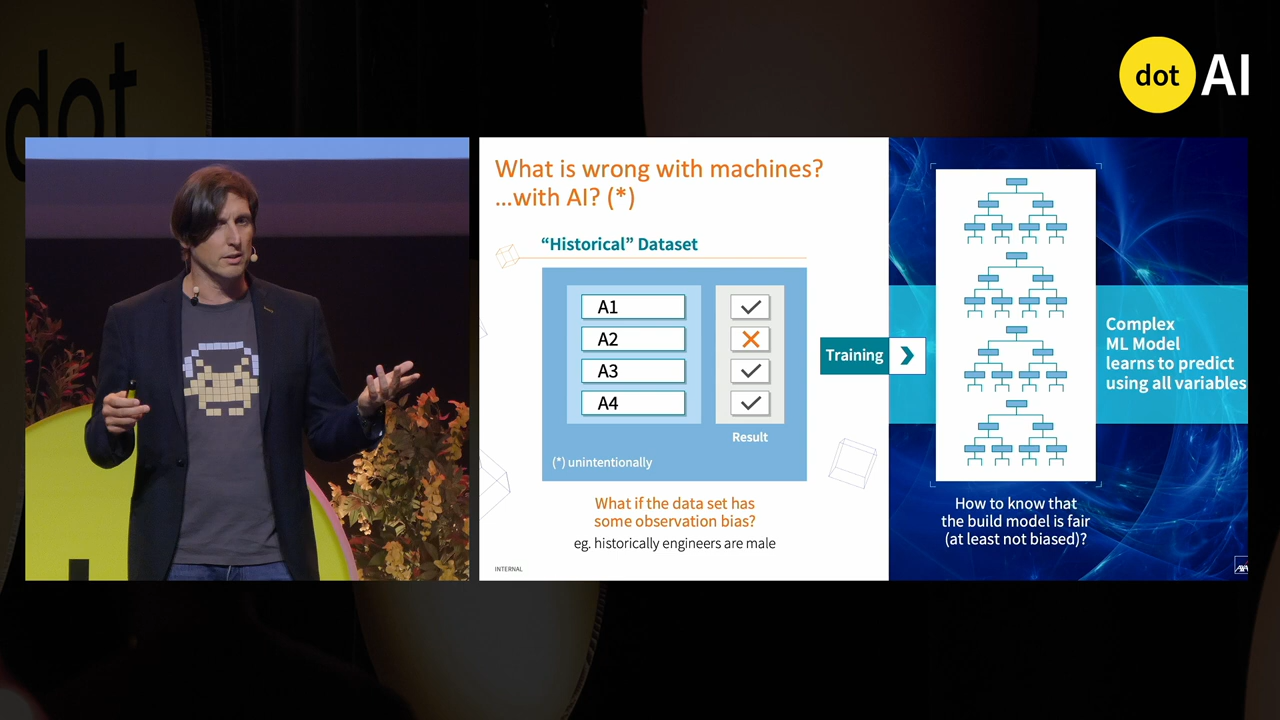 dot
dot AI
What is wrong with machines?
...with AI? (*)
“Historical” Dataset
A1
A2
A3
A4
Result
(*) unintentionally
What if the data set has
some observation bias?
eg. historically engineers are male
INTERNAL
Training
Complex
ML Model
learns to predict
using all variables
How to know that
the build model is fair
(at least not biased)?
AXA